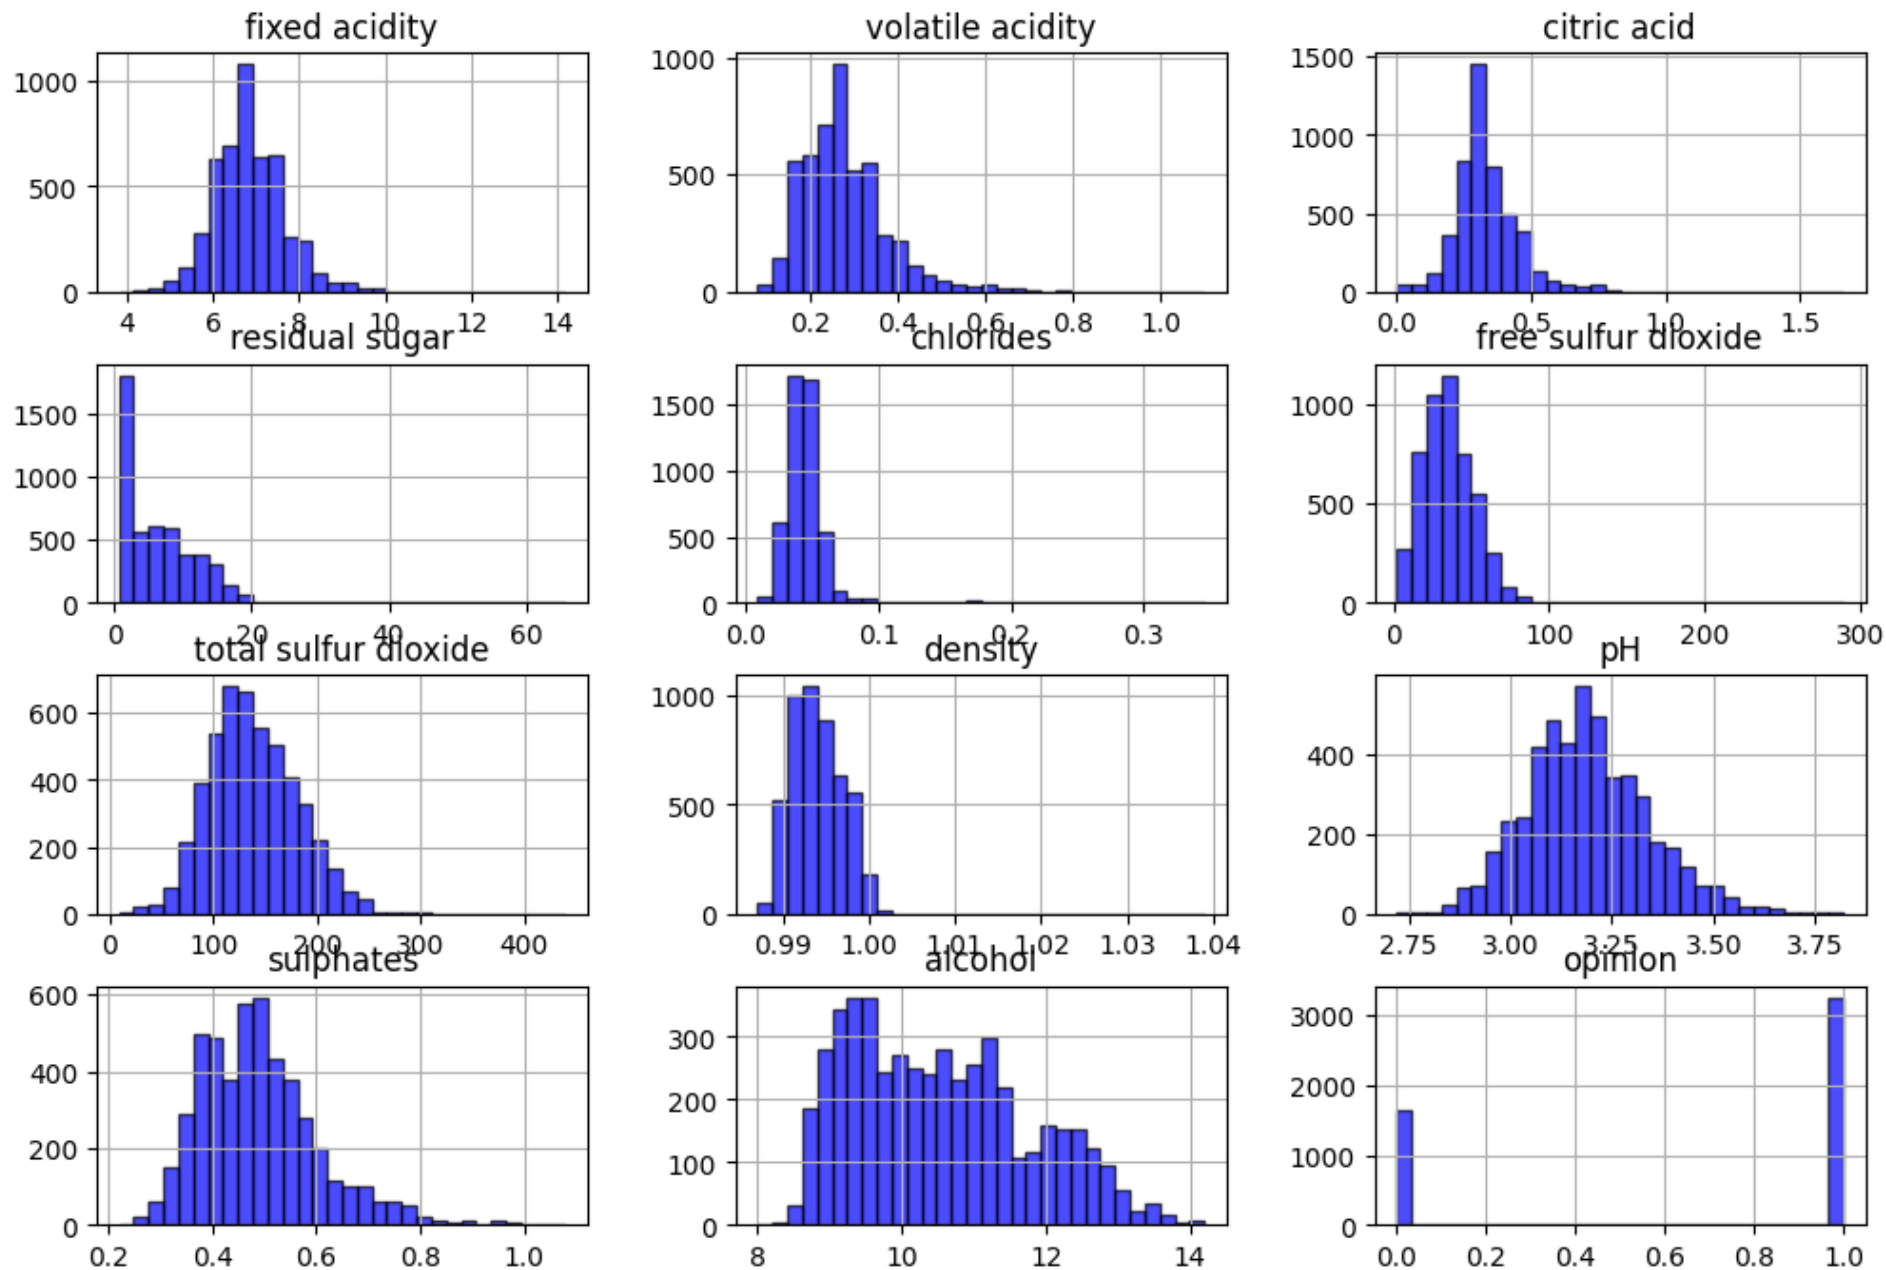 fixed acidity
1000
500
0
4 6 8 10 12 14
volatile acidity
1000
500
0
0.2 0.4 0.6 0.8 1.0
citric acid
1500
1000
500
0
0.0 0.5 1.0 1.5
residual sugar
1500
1000
500
0
0 20 40 60
chlorides
1500
1000
500
0
0.0 0.1 0.2 0.3
free sulfur dioxide
1000
500
0
0 100 200 300
total sulfur dioxide
600
400
200
0
0 100 200 300 400
density
1000
500
0
0.99 1.00 1.01 1.02 1.03 1.04
pH
400
200
0
2.75 3.00 3.25 3.50 3.75
sulphates
600
400
200
0
0.2 0.4 0.6 0.8 1.0
alcohol
300
200
100
0
8 10 12 14
opinion
3000
2000
1000
0
0.0 0.2 0.4 0.6 0.8 1.0